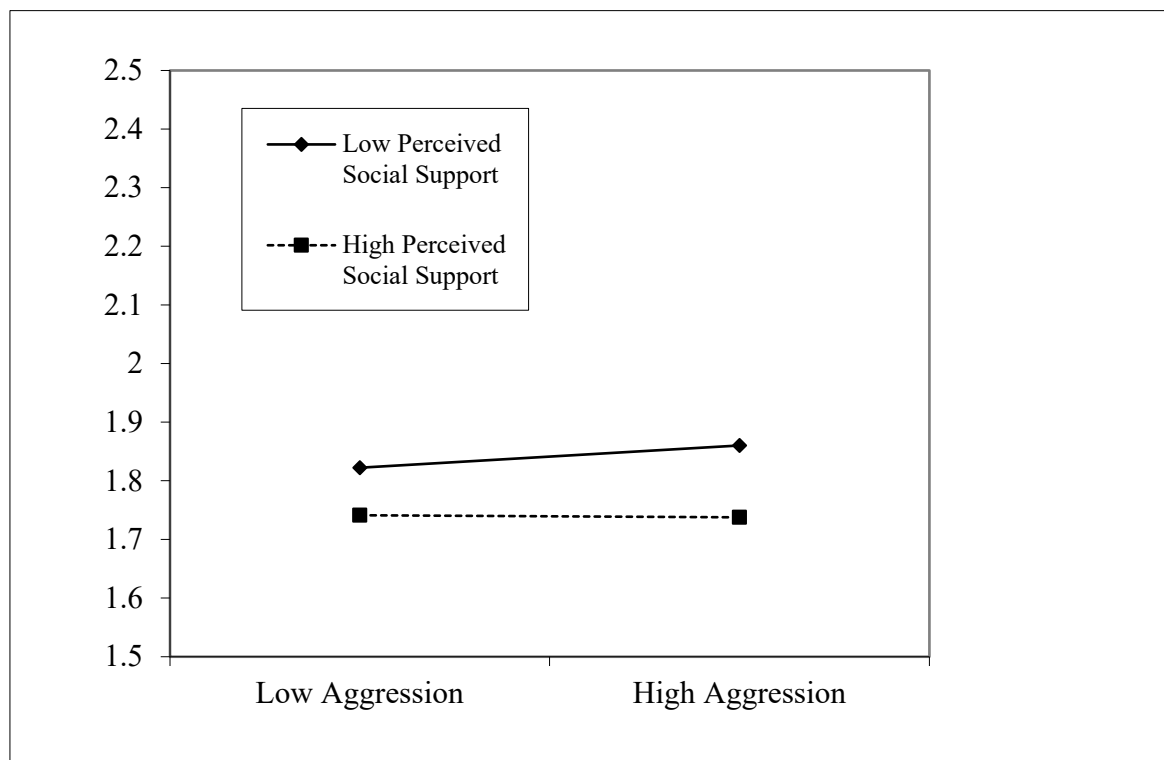 2.5
2.4
2.3
2.2
2.1
2
1.9
1.8
1.7
1.6
1.5
Low Perceived
Social Support
High Perceived
Social Support
Low Aggression
High Aggression